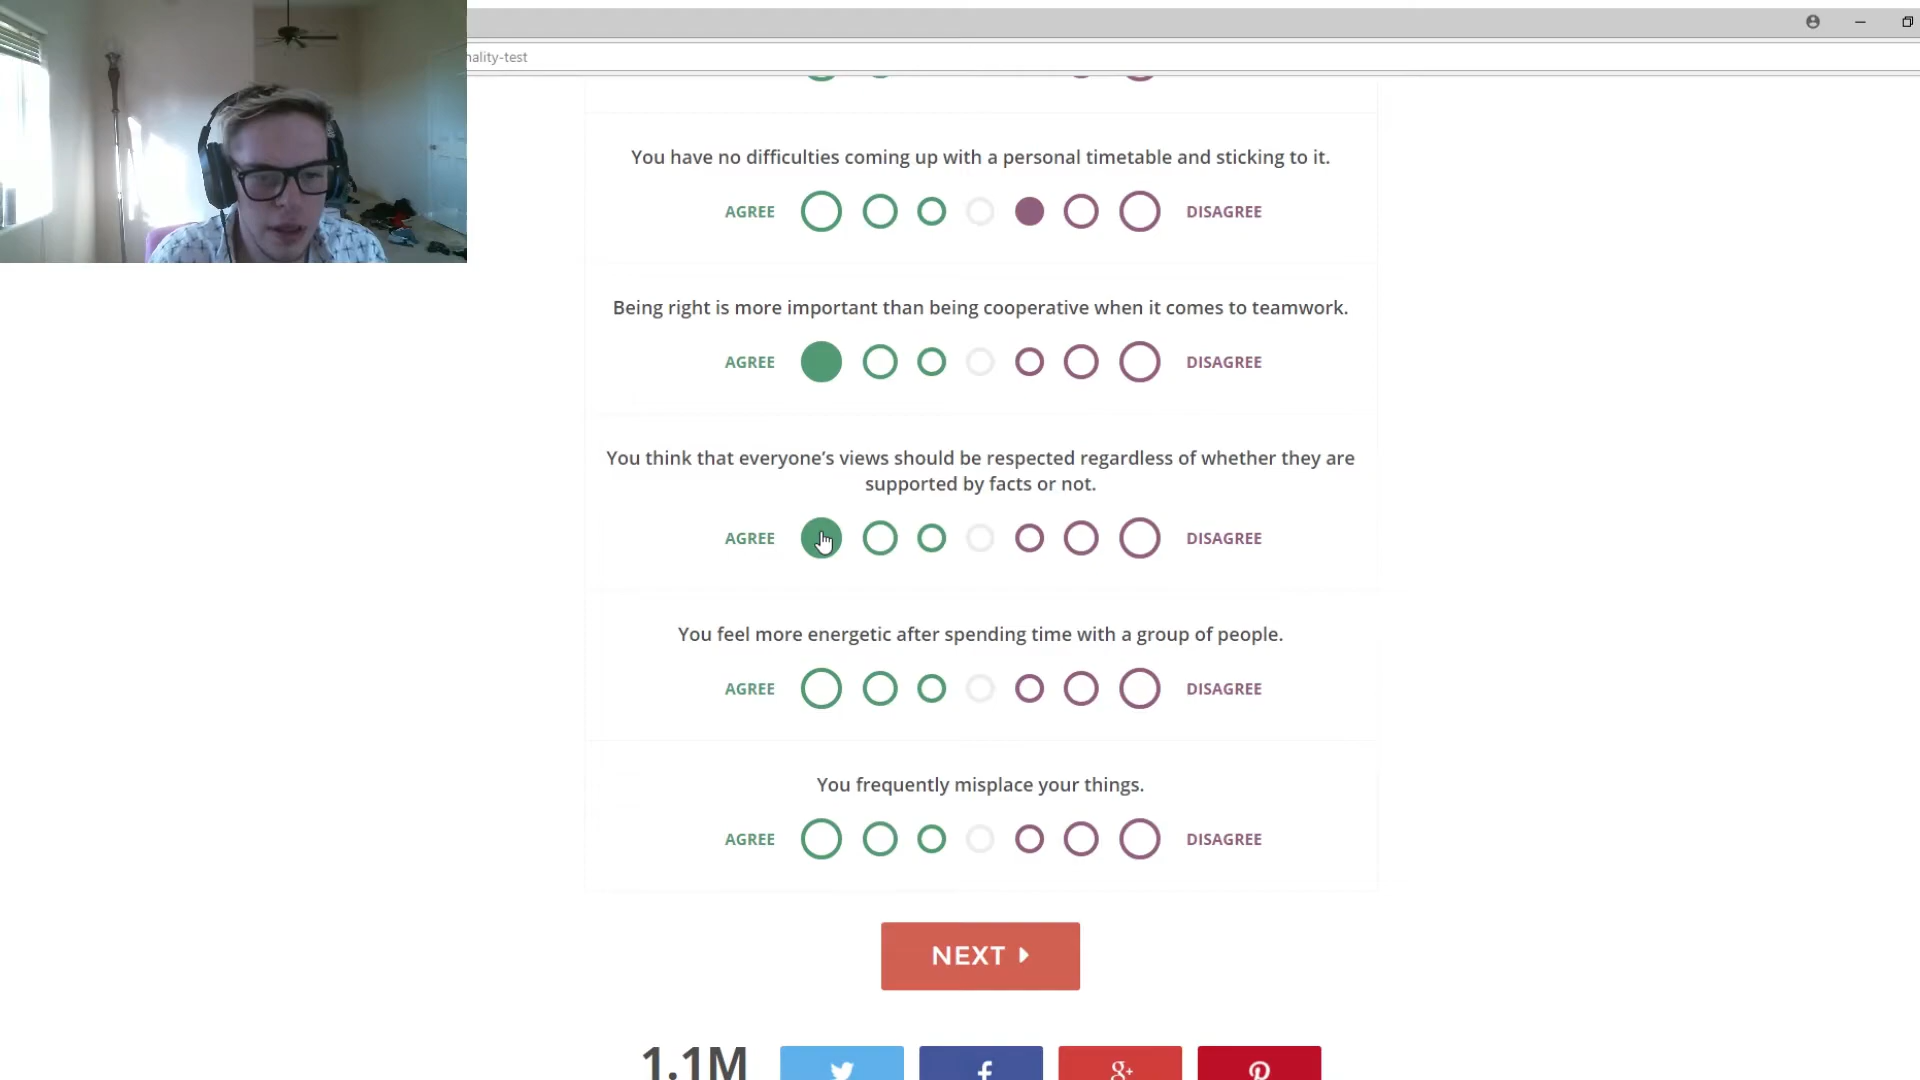 nality-test
You have no difficulties coming up with a personal timetable and sticking to it.
AGREE DISAGREE
Being right is more important than being cooperative when it comes to teamwork.
AGREE DISAGREE
You think that everyone's views should be respected regardless of whether they are
supported by facts or not.
AGREE DISAGREE
You feel more energetic after spending time with a group of people.
AGREE DISAGREE
You frequently misplace your things.
AGREE DISAGREE
NEXT
1.1M